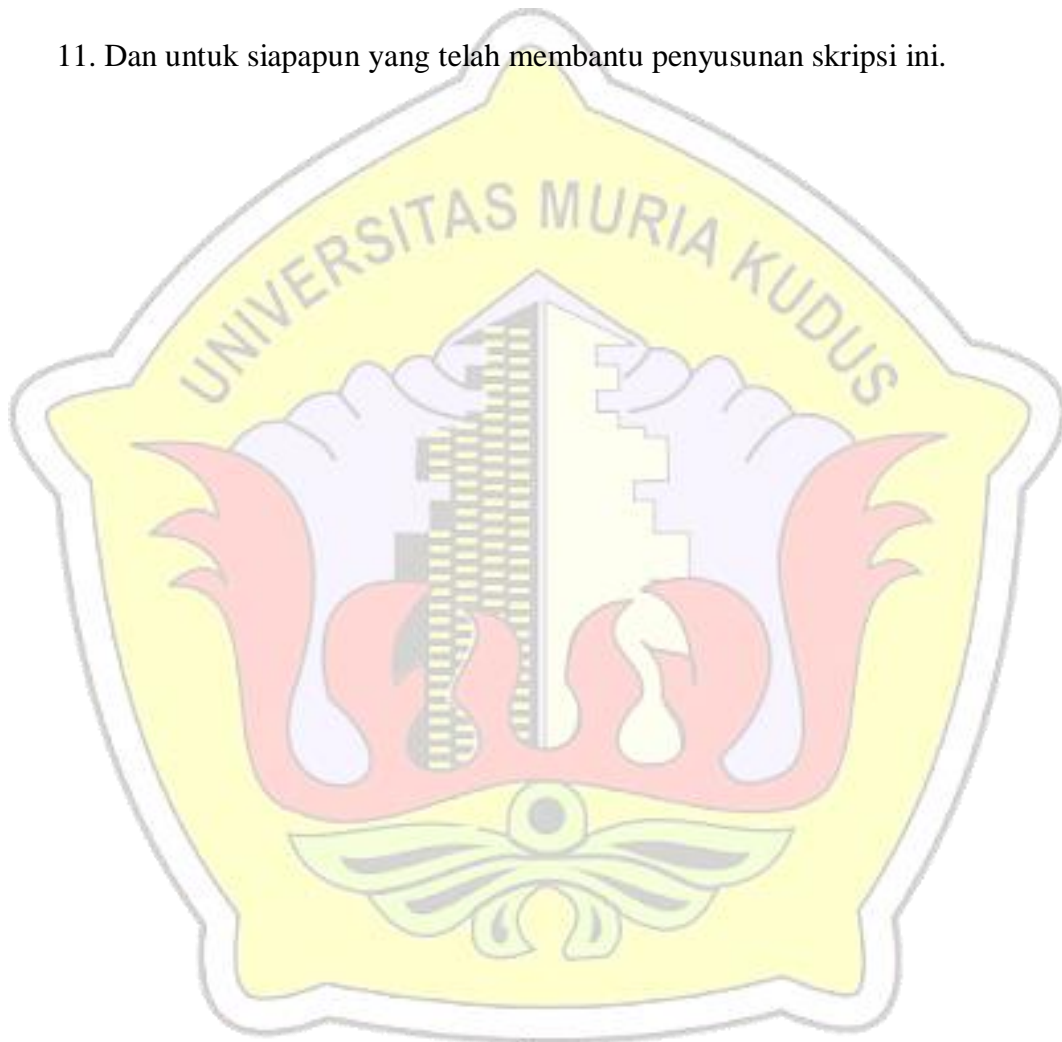 11. Dan untuk siapapun yang telah membantu penyusunan skripsi ini.
UNIVERSITAS MURIA KUDUS